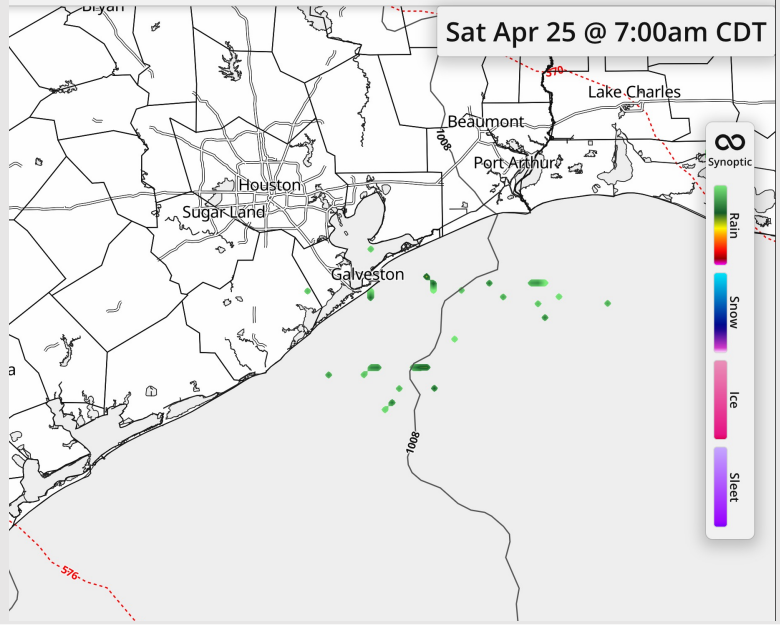 Bryan
Sat Apr 25 @ 7:00am CDT
570
Lake Charles
Beaumont
1008
Port Arthur
Synoptic
Houston
Sugar Land
Rain
Galveston
Snow
a
Ice
1008
Sleet
576